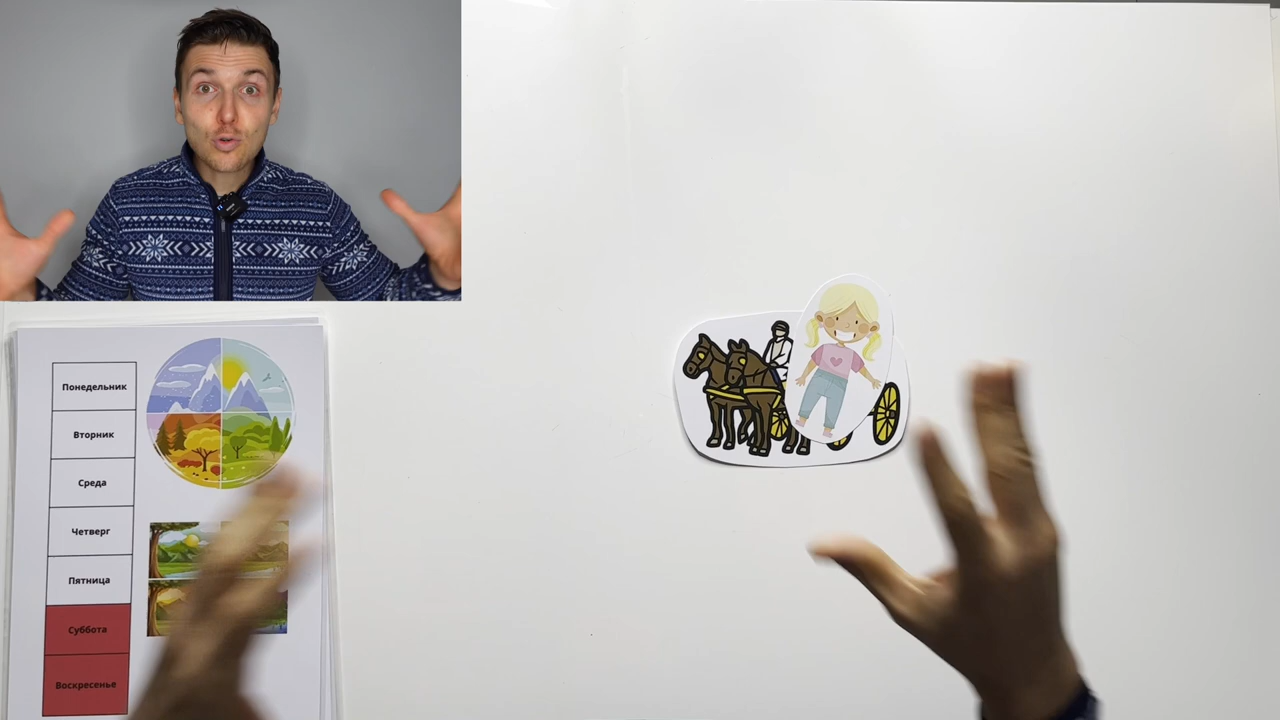 Понедельник
Вторник
Среда
Четверг
Пятница
Суббота
Воскресенье